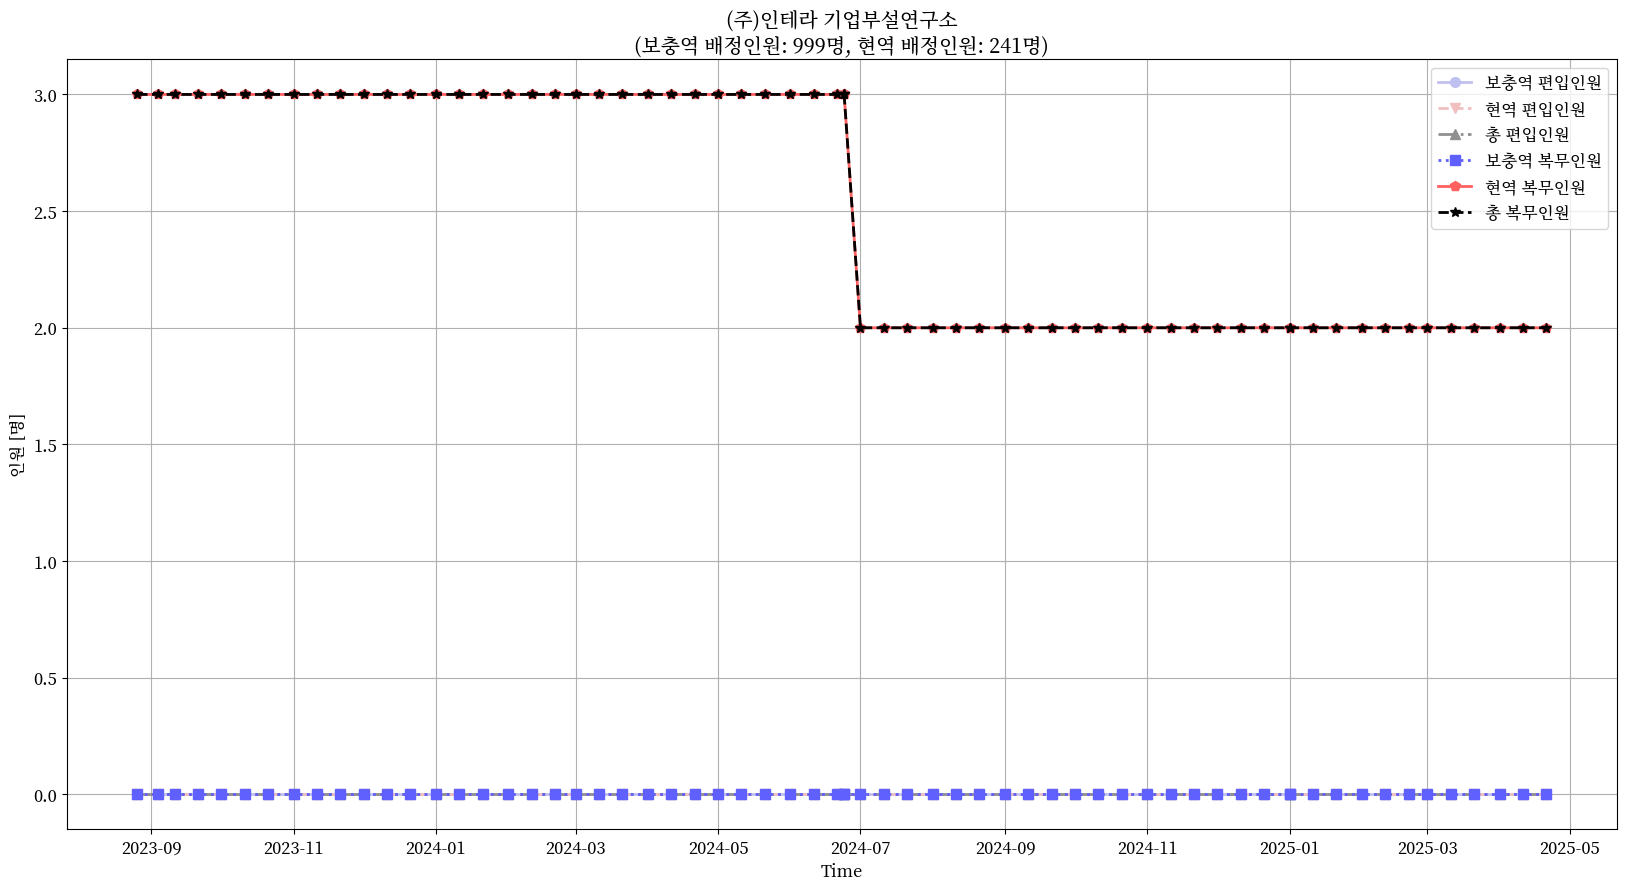 (주)인테라 기업부설연구소
(보충역 배정인원: 999명, 현역 배정인원: 241명)
보충역 편입인원
현역 편입인원
총 편입인원
보충역 복무인원
현역 복무인원
총 복무인원
인원 [명]
3.0
2.5
2.0
1.5
1.0
0.5
0.0
2023-09 2023-11 2024-01 2024-03 2024-05 2024-07 2024-09 2024-11 2025-01 2025-03 2025-05
Time